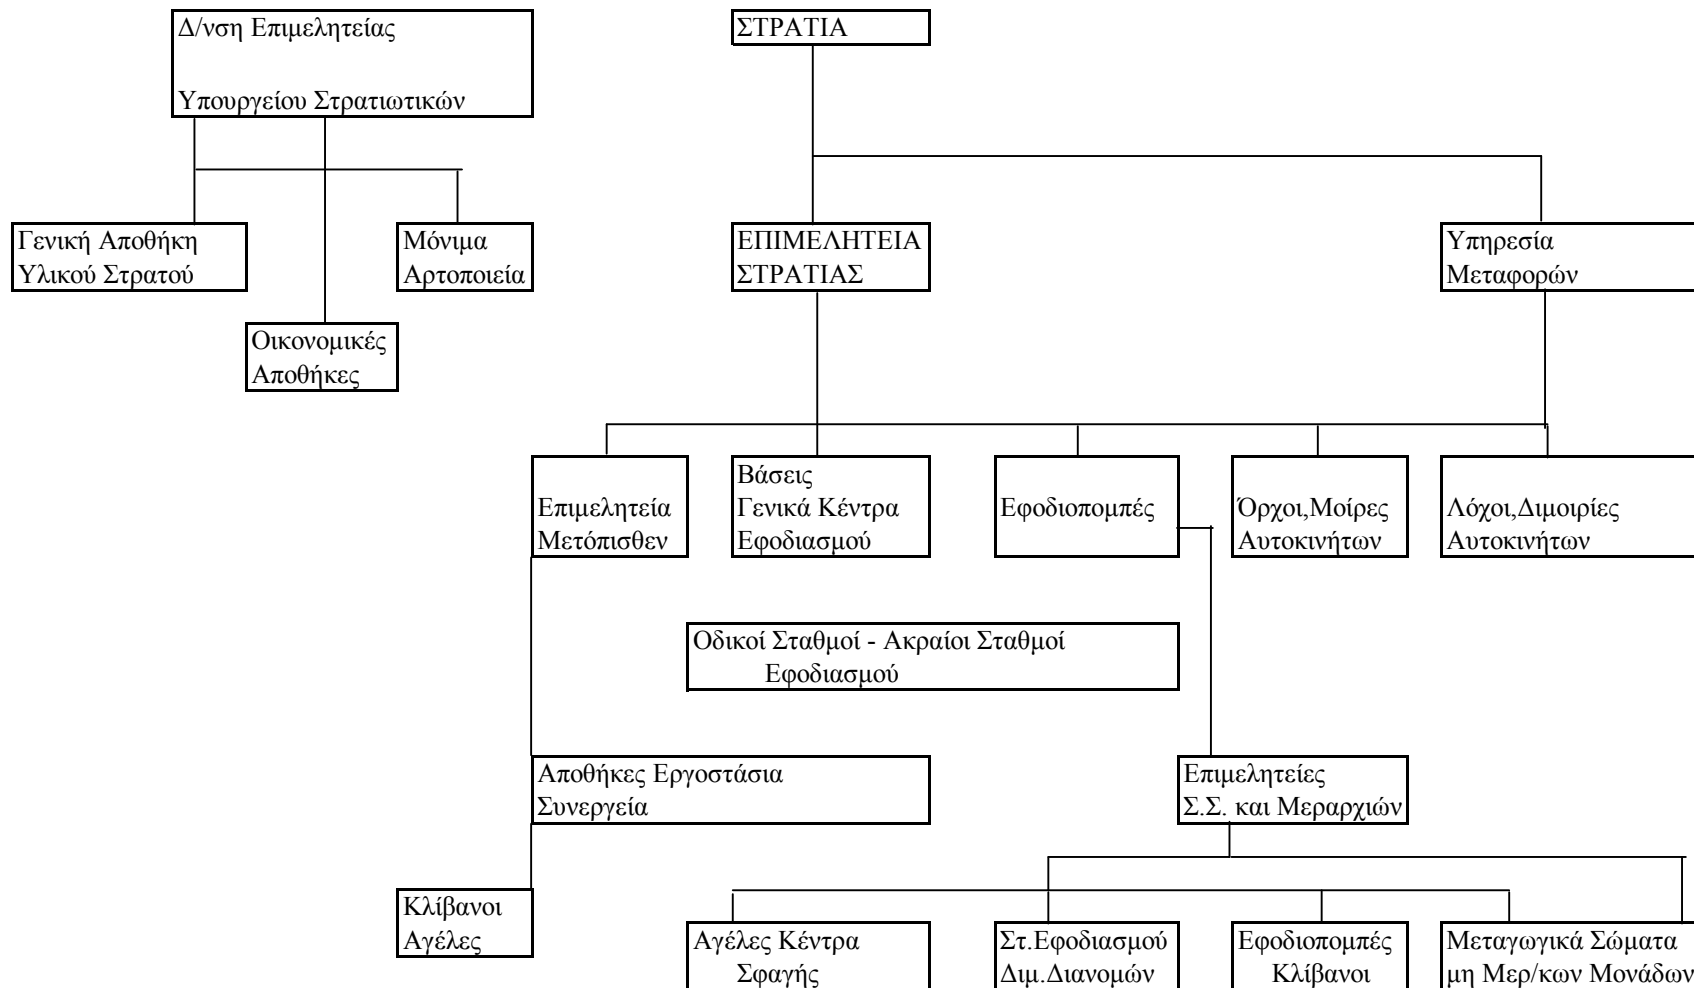 Δ/νση Επιμελητείας
Υπουργείου Στρατιωτικών
ΣΤΡΑΤΙΑ
Γενική Αποθήκη
Υλικού Στρατού
Μόνιμα
Αρτοποιεία
ΕΠΙΜΕΛΗΤΕΙΑ
ΣΤΡΑΤΙΑΣ
Υπηρεσία
Μεταφορών
Οικονομικές
Αποθήκες
Επιμελητεία
Μετόπισθεν
Βάσεις
Γενικά Κέντρα
Εφοδιασμού
Εφοδιοπομπές
Όρχοι,Μοίρες
Αυτοκινήτων
Λόχοι,Διμοιρίες
Αυτοκινήτων
Οδικοί Σταθμοί - Ακραίοι Σταθμοί
Εφοδιασμού
Αποθήκες Εργοστάσια
Συνεργεία
Επιμελητείες
Σ.Σ. και Μεραρχιών
Κλίβανοι
Αγέλες
Αγέλες Κέντρα
Σφαγής
Στ.Εφοδιασμού
Διμ.Διανομών
Εφοδιοπομπές
Κλίβανοι
Μεταγωγικά Σώματα
μη Μερ/κων Μονάδων